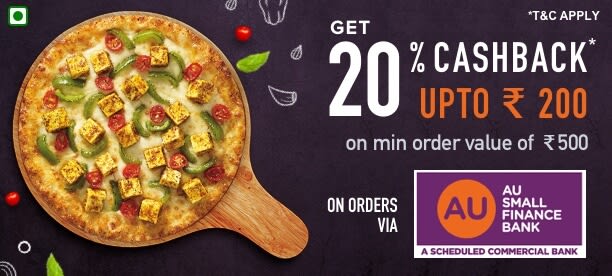 *T&C APPLY
GET
20% CASHBACK*
UPTO ₹ 200
on min order value of ₹500
ON ORDERS
VIA
AU
AU
SMALL
FINANCE
BANK
A SCHEDULED COMMERCIAL BANK